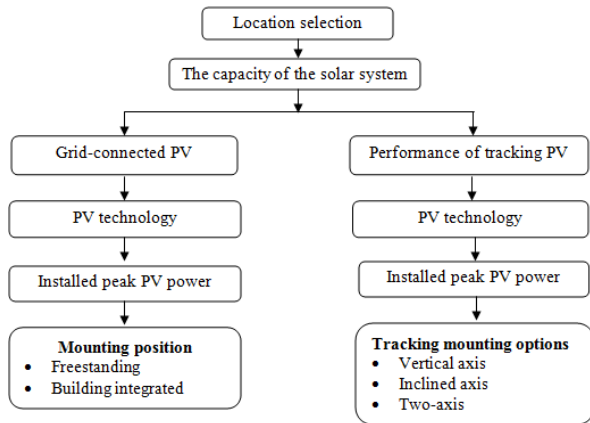 Location selection
The capacity of the solar system
Grid-connected PV
Performance of tracking PV
PV technology
PV technology
Installed peak PV power
Installed peak PV power
Mounting position
• Freestanding
• Building integrated
Tracking mounting options
• Vertical axis
• Inclined axis
• Two-axis